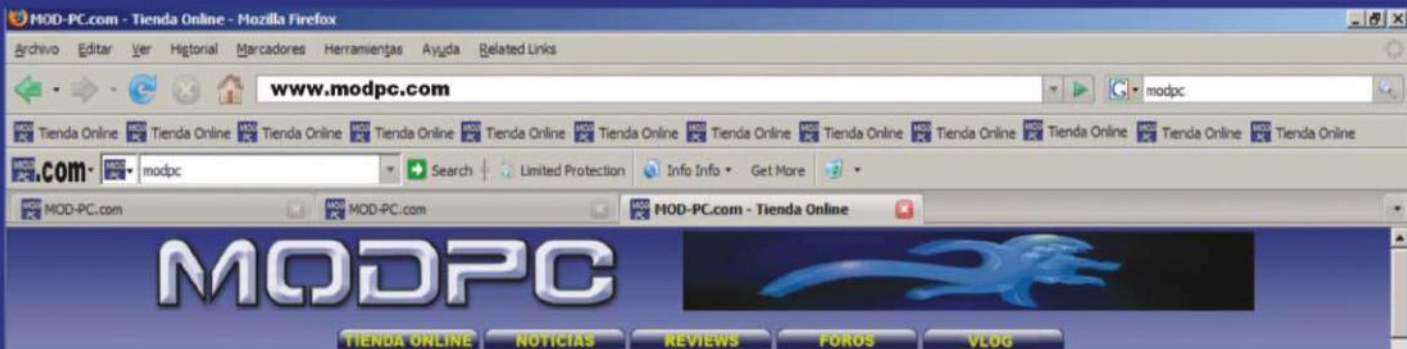 MOD-PC.com - Tienda Online - Mozilla Firefox
Archivo Editar Ver Historial Marcadores Herramientas Ayuda Related Links
www.modpc.com modpc
Tienda Online Tienda Online Tienda Online Tienda Online Tienda Online Tienda Online Tienda Online Tienda Online Tienda Online Tienda Online Tienda Online Tienda Online
MOD PC .com modpc Search Limited Protection Info Info Get More
MOD-PC.com MOD-PC.com MOD-PC.com - Tienda Online
MODPC
TIENDA ONLINE NOTICIAS REVIEWS FOROS VLOG